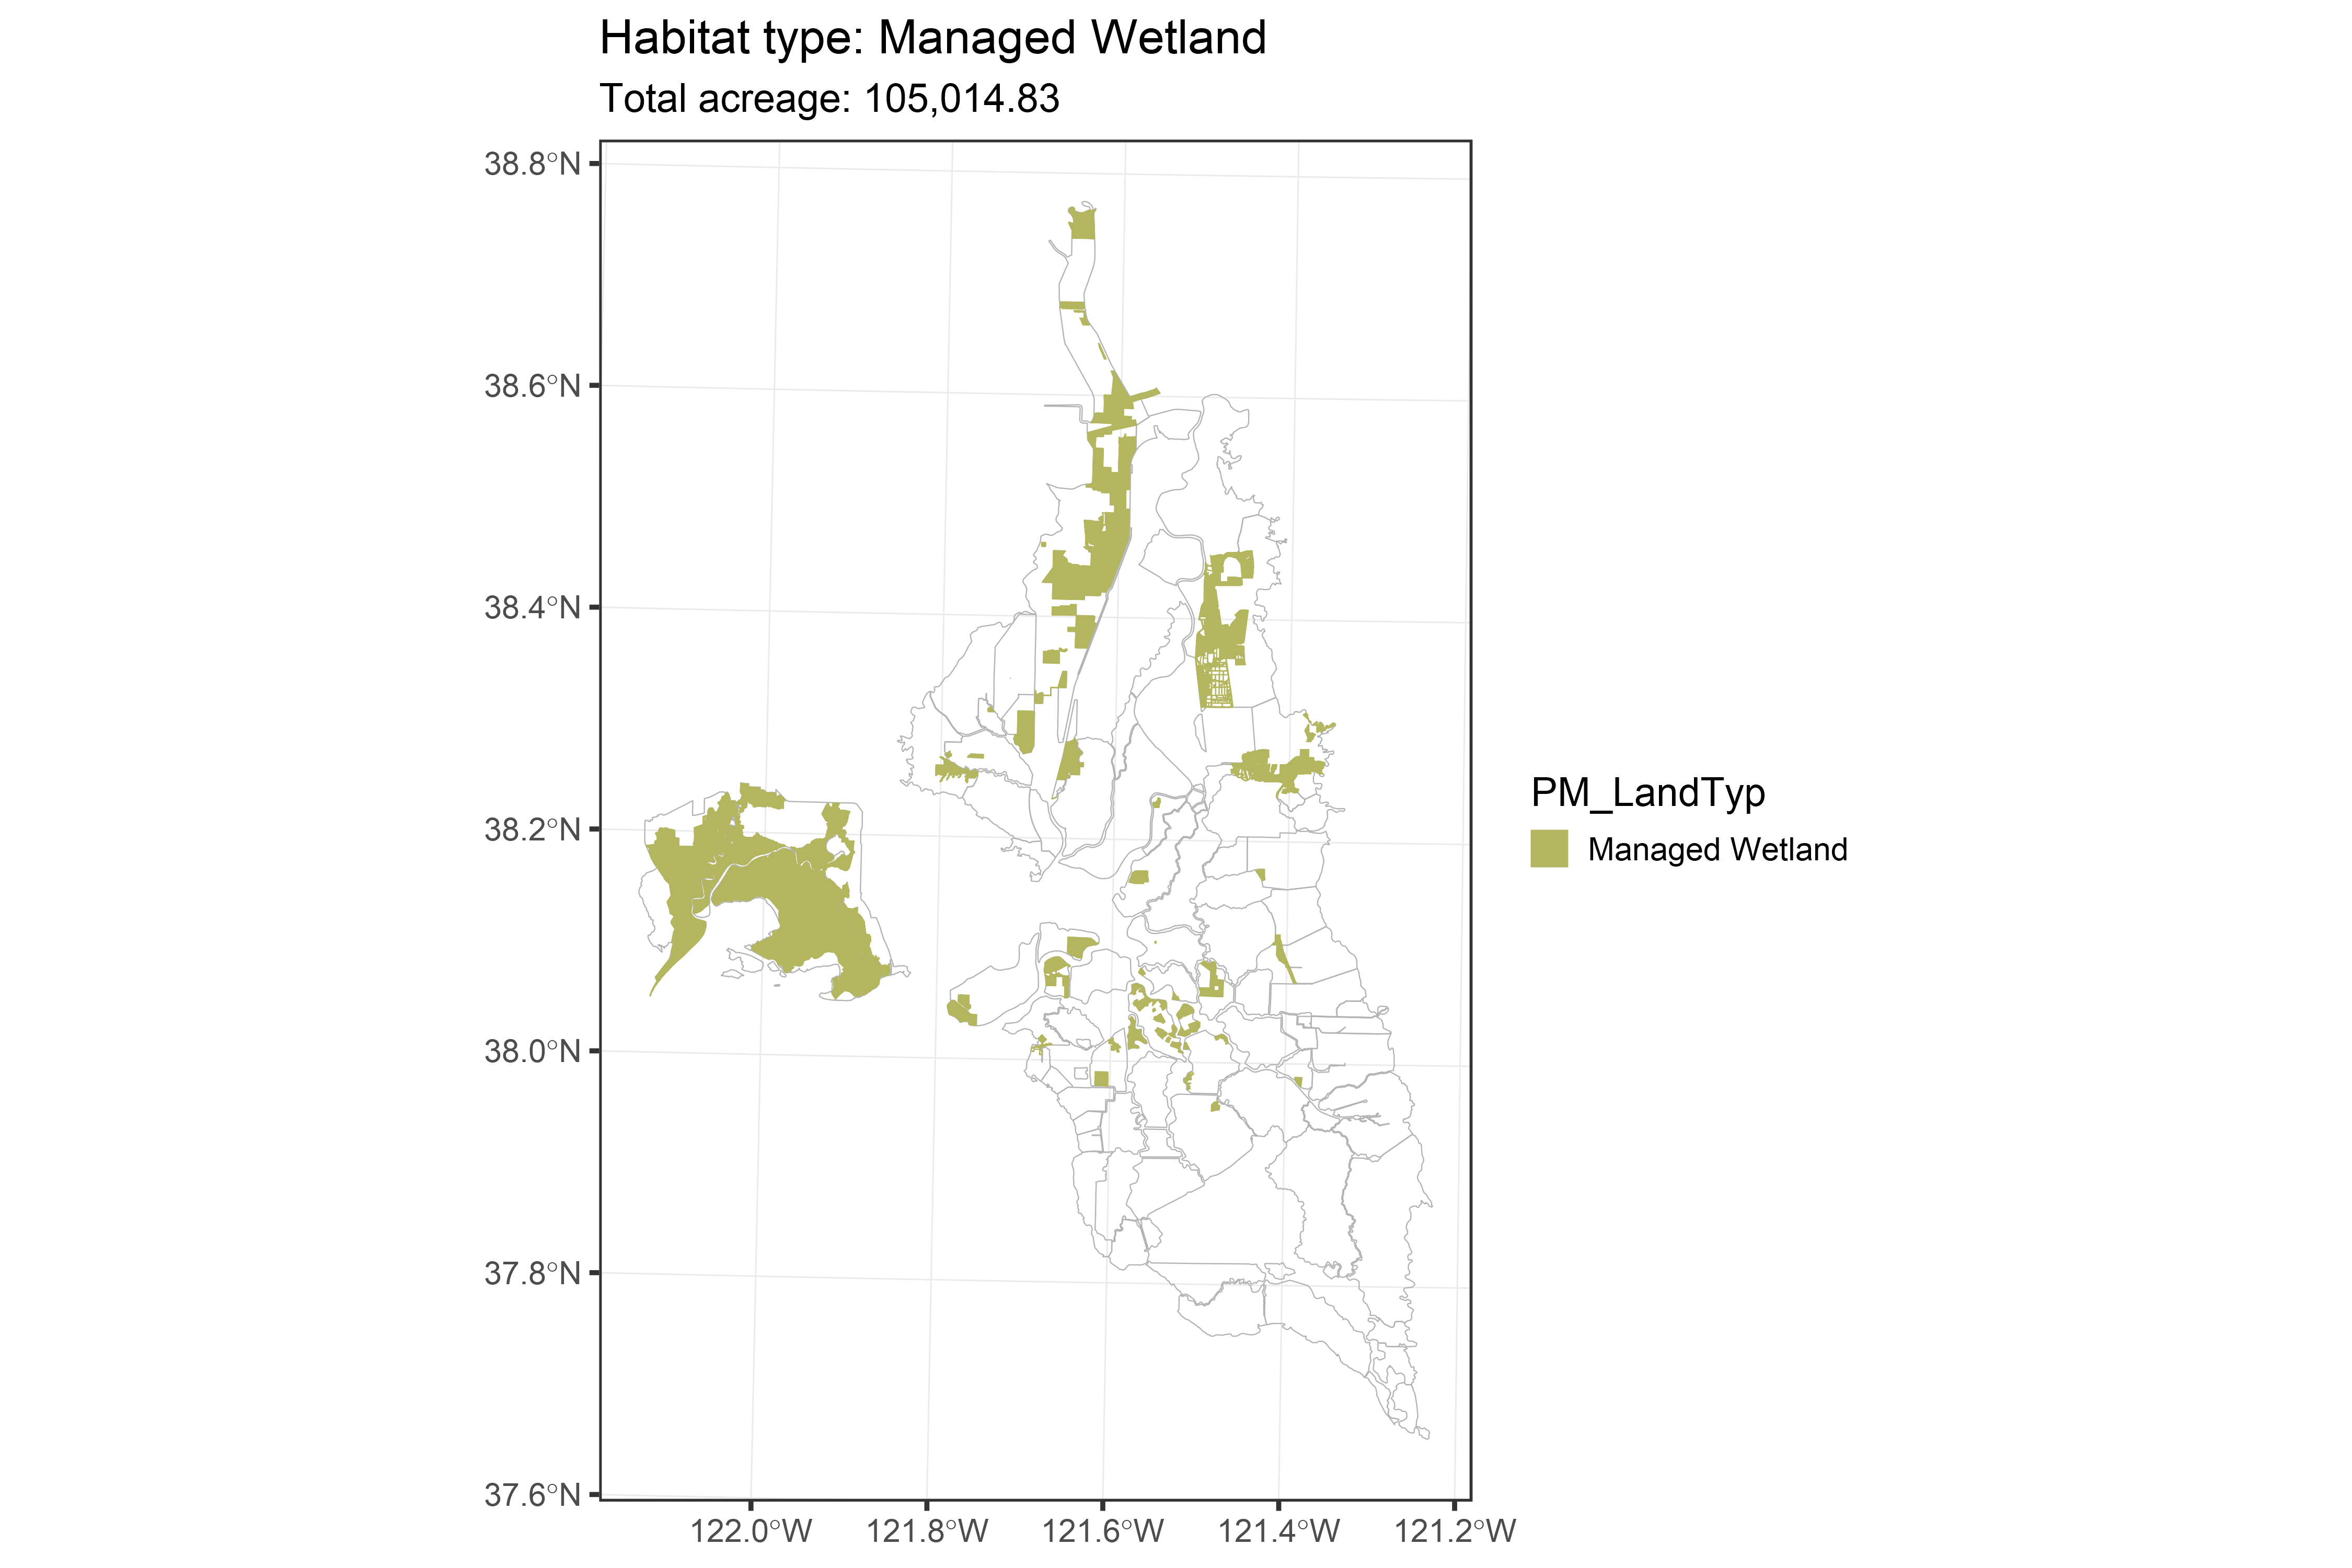 Habitat type: Managed Wetland
Total acreage: 105,014.83
38.8°N
38.6°N
38.4°N
38.2°N
38.0°N
37.8°N
37.6°N
122.0°W
121.8°W
121.6°W
121.4°W
121.2°W
PM_LandTyp
Managed Wetland